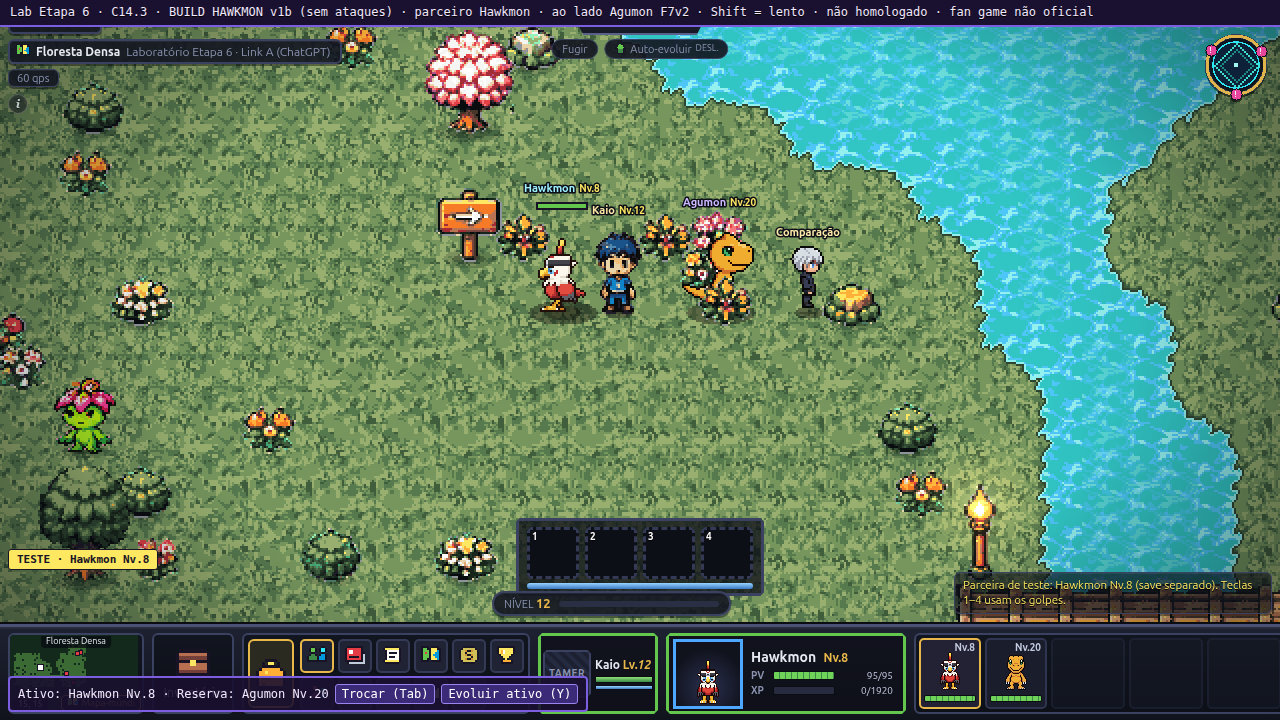 Lab Etapa 6 · C14.3 · BUILD HAWKMON v1b (sem ataques) · parceiro Hawkmon · ao lado Agumon F7v2 · Shift = lento · não homologado · fan game não oficial
Floresta Densa Laboratório Etapa 6 · Link A (ChatGPT)
Fugir
Auto-evoluir DESL.
60 qps
i
Hawkmon Nv.8
Kaio Nv.12
Agumon Nv.20
Comparação
1 2 3 4
NÍVEL 12
TESTE · Hawkmon Nv.8
Parceira de teste: Hawkmon Nv.8 (save separado). Teclas
1–4 usam os golpes.
Floresta Densa
TAMER
Kaio Lv.12
Hawkmon Nv.8
PV 95/95
XP 0/1920
Nv.8
Nv.20
Ativo: Hawkmon Nv.8 · Reserva: Agumon Nv.20 Trocar (Tab) Evoluir ativo (Y)